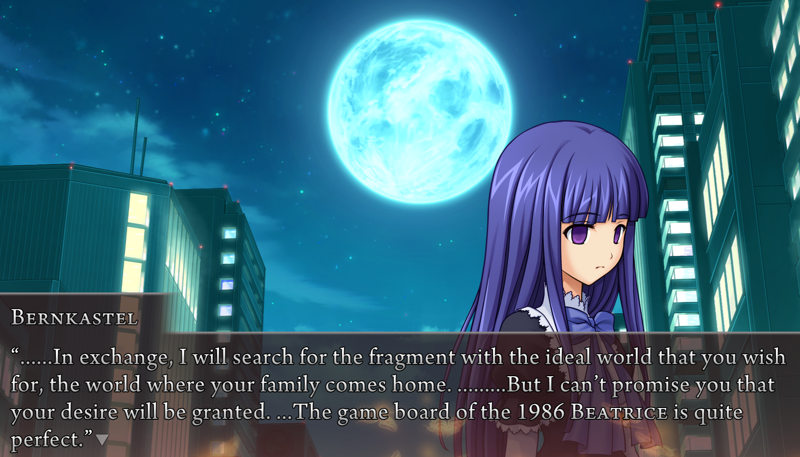 Bernkastel
“......In exchange, I will search for the fragment with the ideal world that you wish
for, the world where your family comes home. .........But I can't promise you that
your desire will be granted. ...The game board of the 1986 Beatrice is quite
perfect.”